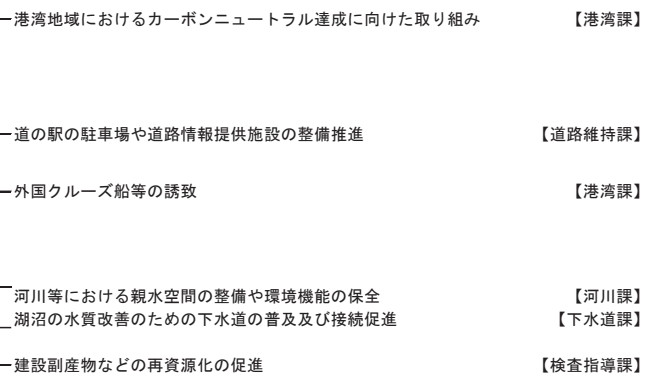 港湾地域におけるカーボンニュートラル達成に向けた取り組み 【港湾課】
道の駅の駐車場や道路情報提供施設の整備推進 【道路維持課】
外国クルーズ船等の誘致 【港湾課】
河川等における親水空間の整備や環境機能の保全 【河川課】
湖沼の水質改善のための下水道の普及及び接続促進 【下水道課】
建設副産物などの再資源化の促進 【検査指導課】